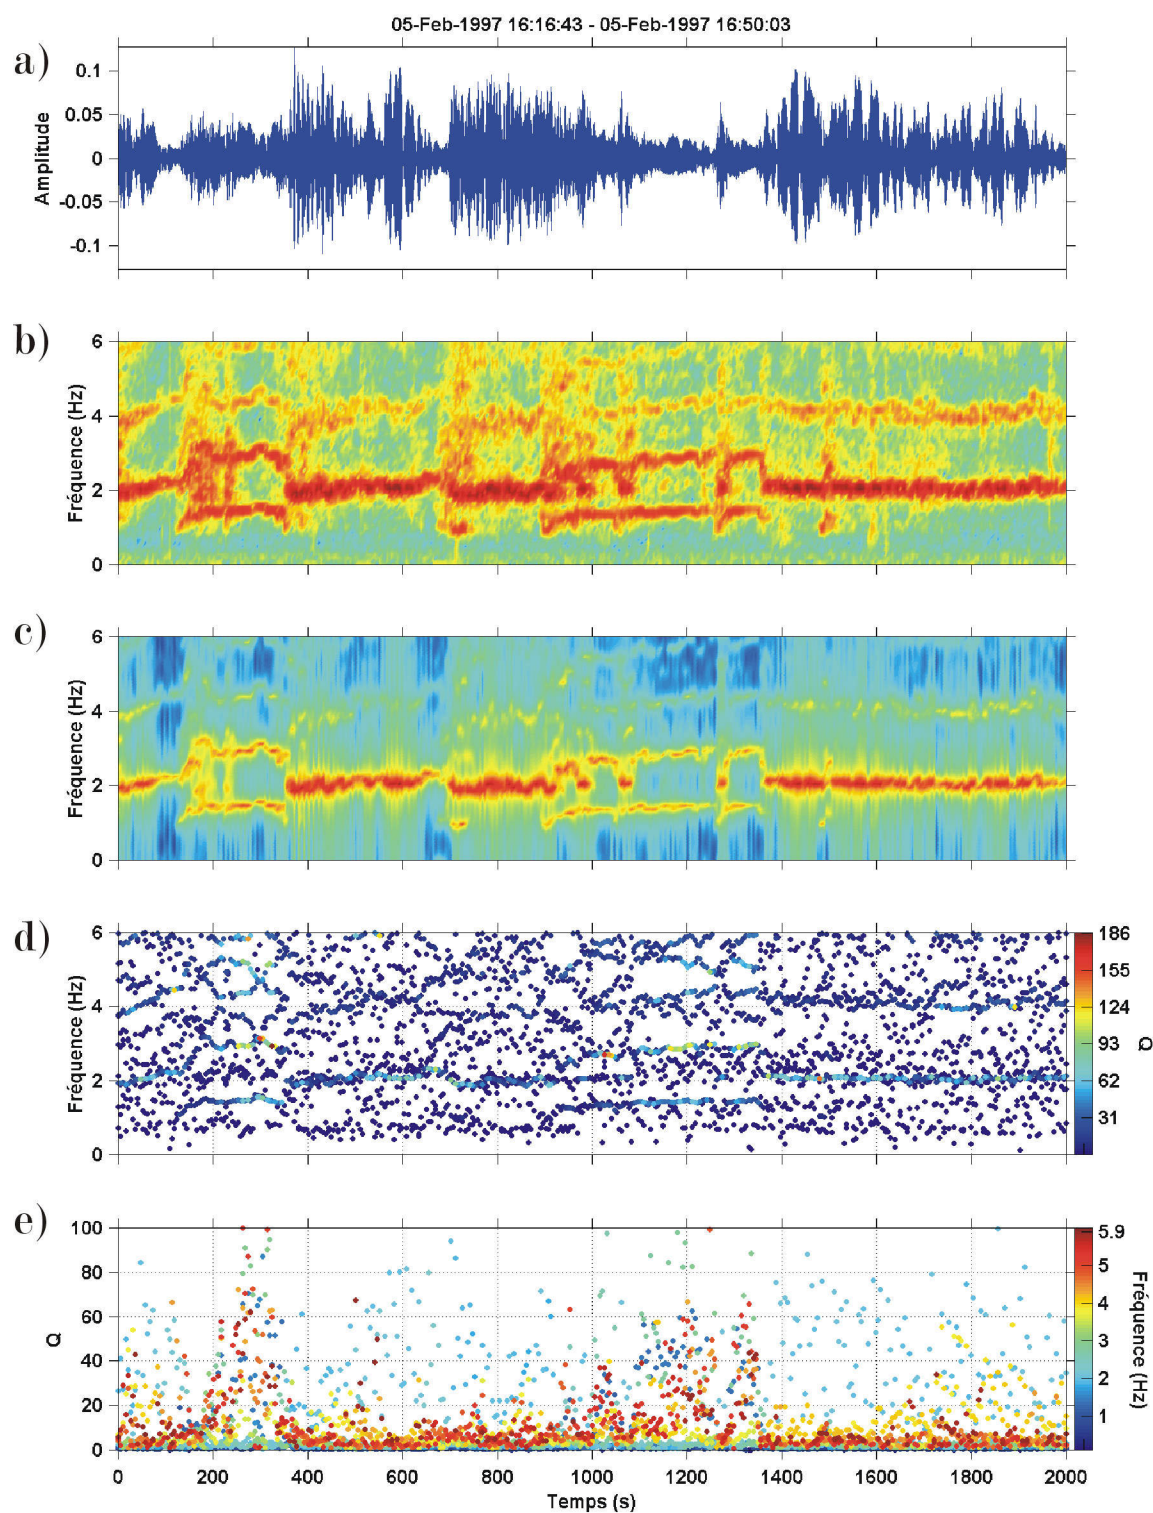 05-Feb-1997 16:16:43 - 05-Feb-1997 16:50:03
a)
0.1
0.05
0
-0.05
-0.1
Amplitude
b)
6
4
2
0
Fréquence (Hz)
c)
6
4
2
0
Fréquence (Hz)
d)
6
4
2
0
Fréquence (Hz)
186
155
124
93
62
31
Q
e)
100
80
60
40
20
0
Q
5.9
5
4
3
2
1
Fréquence (Hz)
0 200 400 600 800 1000 1200 1400 1600 1800 2000
Temps (s)